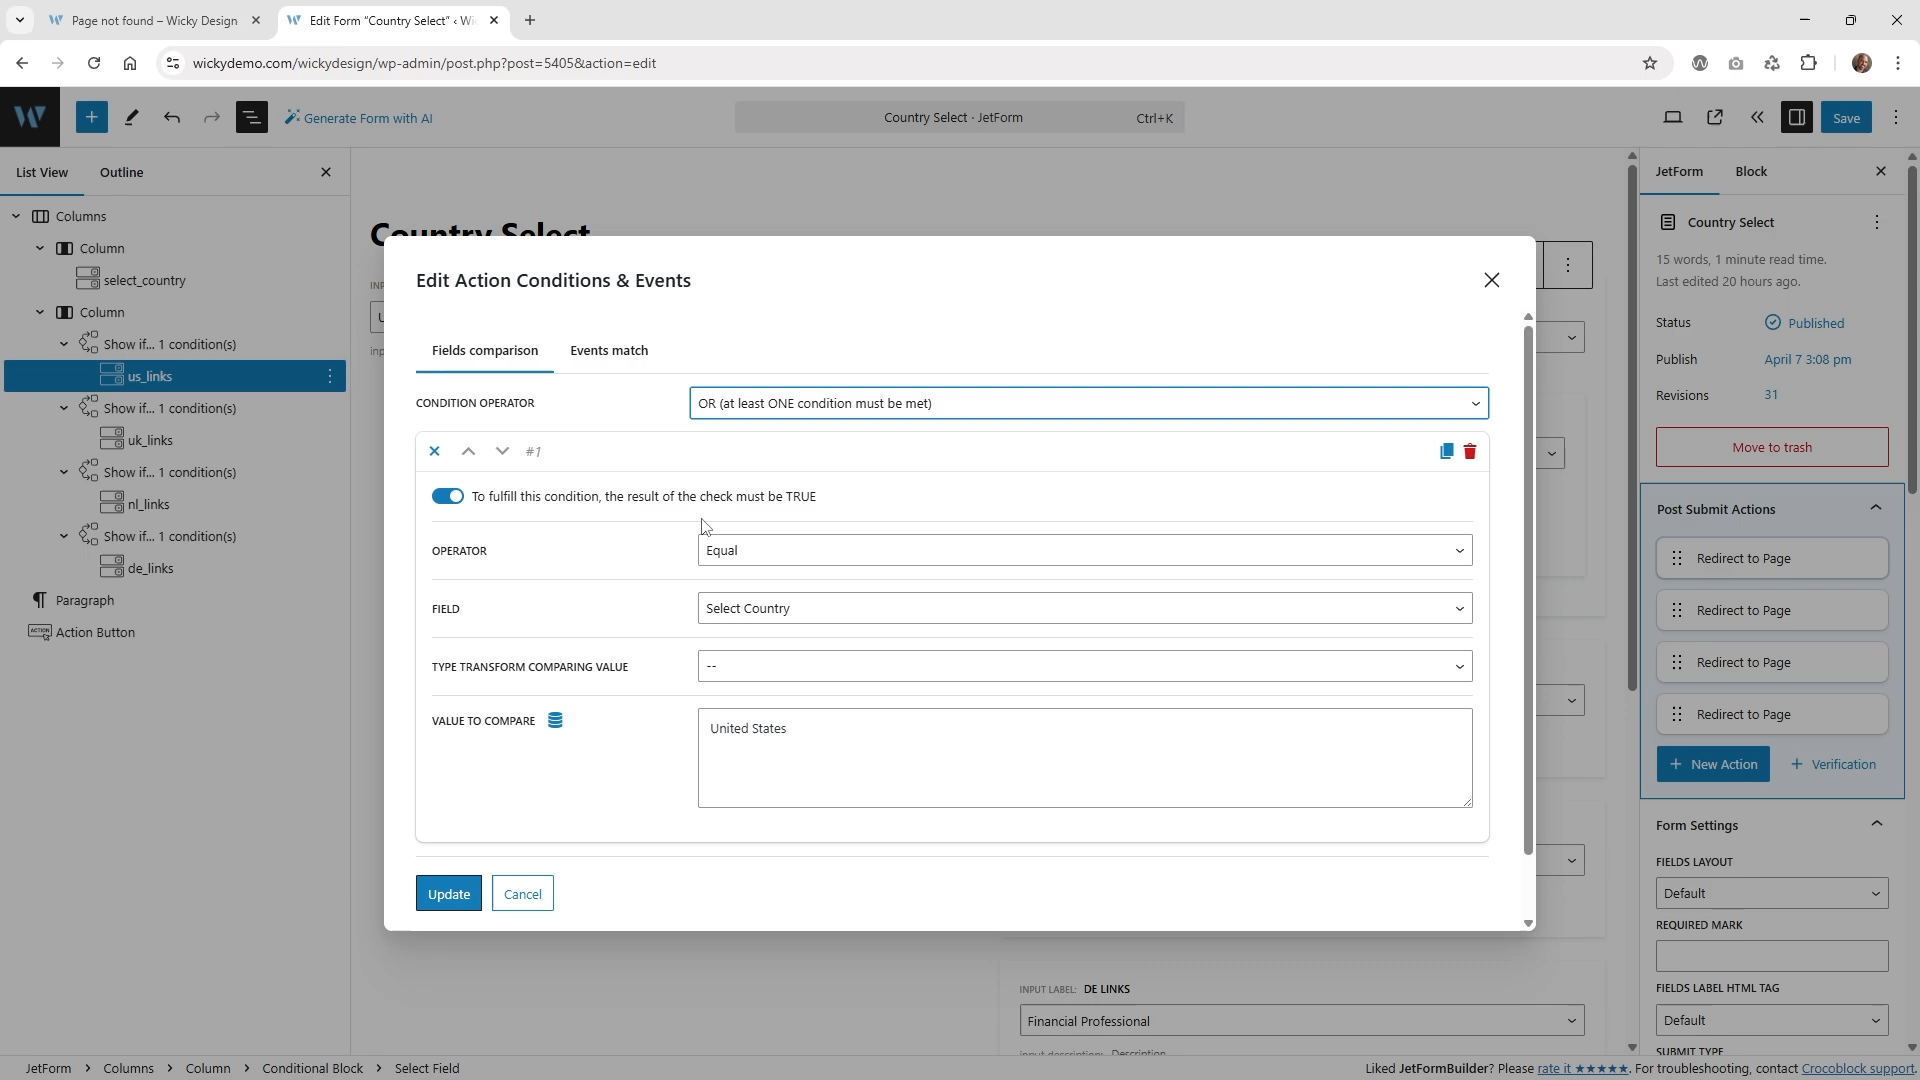 Page not found – Wicky Design
Edit Form "Country Select" ‹ Wi
wickydemo.com/wickydesign/wp-admin/post.php?post=5405&action=edit
Generate Form with AI
Country Select · JetForm
Ctrl+K
Save
List View
Outline
Columns
Column
select_country
Column
Show if... 1 condition(s)
us_links
Show if... 1 condition(s)
uk_links
Show if... 1 condition(s)
nl_links
Show if... 1 condition(s)
de_links
Paragraph
ACTION
Action Button
Country Select
Edit Action Conditions & Events
Fields comparison
Events match
CONDITION OPERATOR
OR (at least ONE condition must be met)
#1
To fulfill this condition, the result of the check must be TRUE
OPERATOR
Equal
FIELD
Select Country
TYPE TRANSFORM COMPARING VALUE
--
VALUE TO COMPARE
United States
Update
Cancel
INPUT LABEL: DE LINKS
Financial Professional
input description: Description
JetForm
Block
Country Select
15 words, 1 minute read time.
Last edited 20 hours ago.
Status
Published
Publish
April 7 3:08 pm
Revisions
31
Move to trash
Post Submit Actions
Redirect to Page
Redirect to Page
Redirect to Page
Redirect to Page
New Action
Verification
Form Settings
FIELDS LAYOUT
Default
REQUIRED MARK
FIELDS LABEL HTML TAG
Default
SUBMIT TYPE
JetForm › Columns › Column › Conditional Block › Select Field
Liked JetFormBuilder? Please rate it ★★★★★. For troubleshooting, contact Crocoblock support.